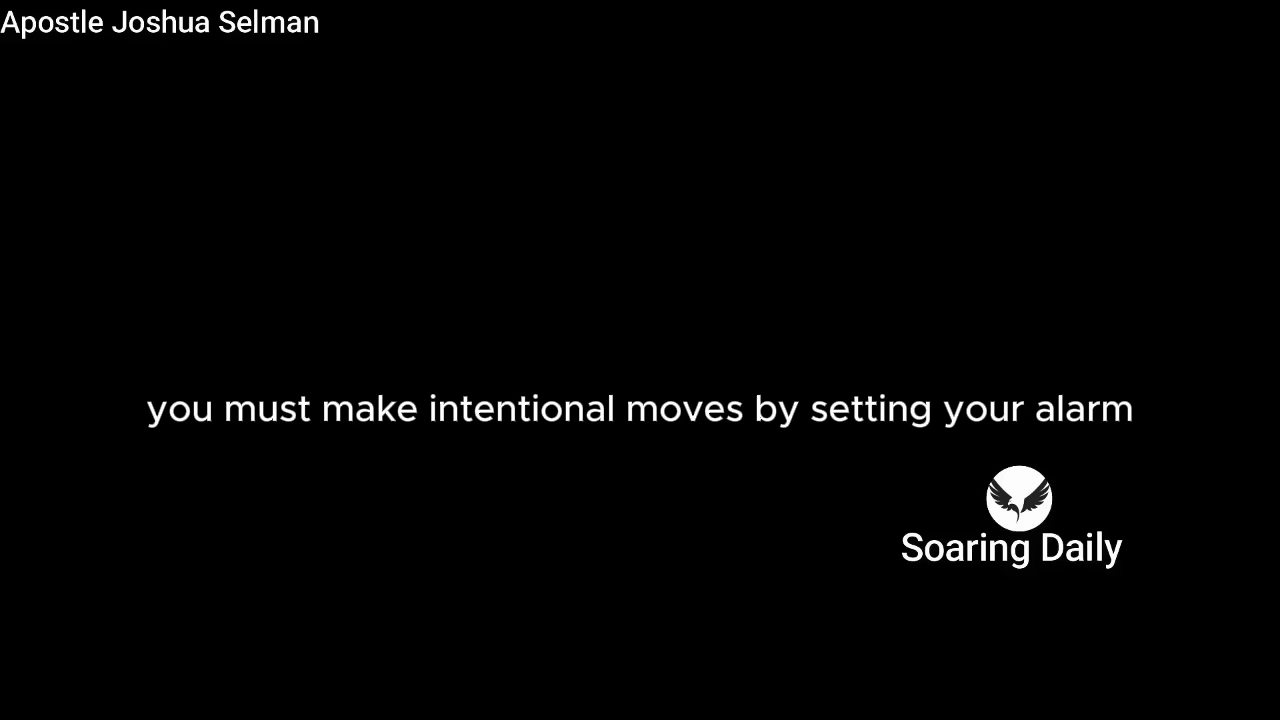 Apostle Joshua Selman
you must make intentional moves by setting your alarm
Soaring Daily